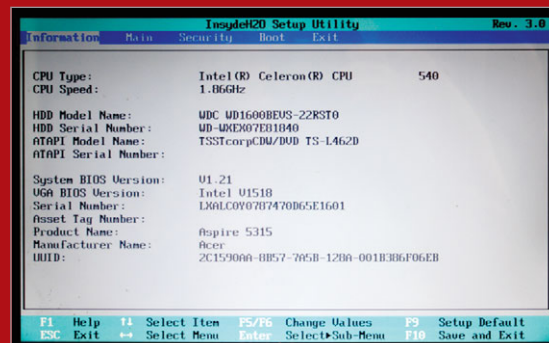 InsydeH20 Setup Utility Rev. 3.0
Information Main Security Boot Exit
CPU Type: Intel(R) Celeron(R) CPU 540
CPU Speed: 1.86GHz
HDD Model Name: WDC WD1600BEVS-22RST0
HDD Serial Number: WD-WXEX07E81840
ATAPI Model Name: TSSTcorpCDW/DVD TS-L462D
ATAPI Serial Number:
System BIOS Version: V1.21
VGA BIOS Version: Intel V1518
Serial Number: LXALC0Y0787470D65E1601
Asset Tag Number:
Product Name: Aspire 5315
Manufacturer Name: Acer
UUID: 2C1590AA-8B57-7A5B-128A-001B386F06EB
F1 Help ↑↓ Select Item F5/F6 Change Values F9 Setup Default
ESC Exit ↔ Select Menu Enter Select▶Sub-Menu F10 Save and Exit